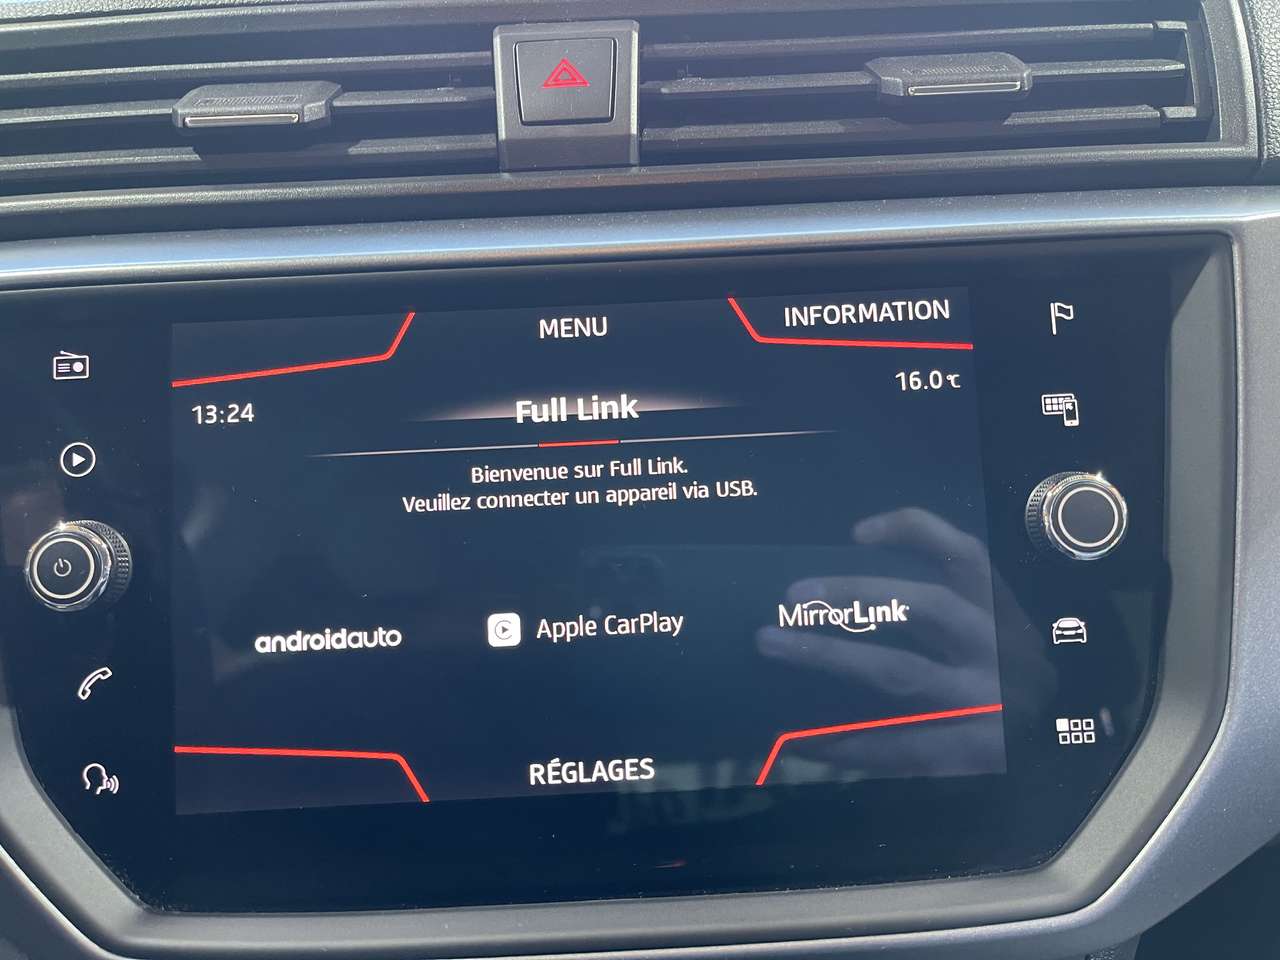 MENU
INFORMATION
13:24
16.0°C
Full Link
Bienvenue sur Full Link.
Veuillez connecter un appareil via USB.
androidauto
Apple CarPlay
MirrorLink
RÉGLAGES